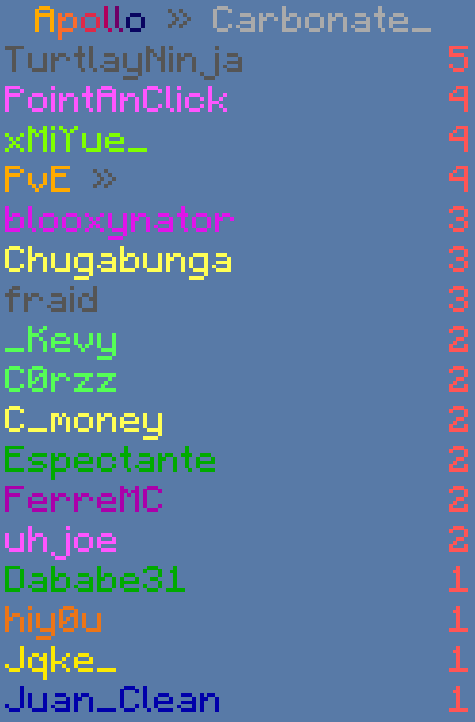 Apollo » Carbonate_
TurtlayNinja 5
PointAnClick 4
xMiYue_ 4
PvE » 4
blooxynator 3
Chugabunga 3
fraid 3
_Kevy 2
C0rzz 2
C_money 2
Espectante 2
FerreMC 2
uhjoe 2
Dababe31 1
hiy0u 1
Jqke_ 1
Juan_Clean 1